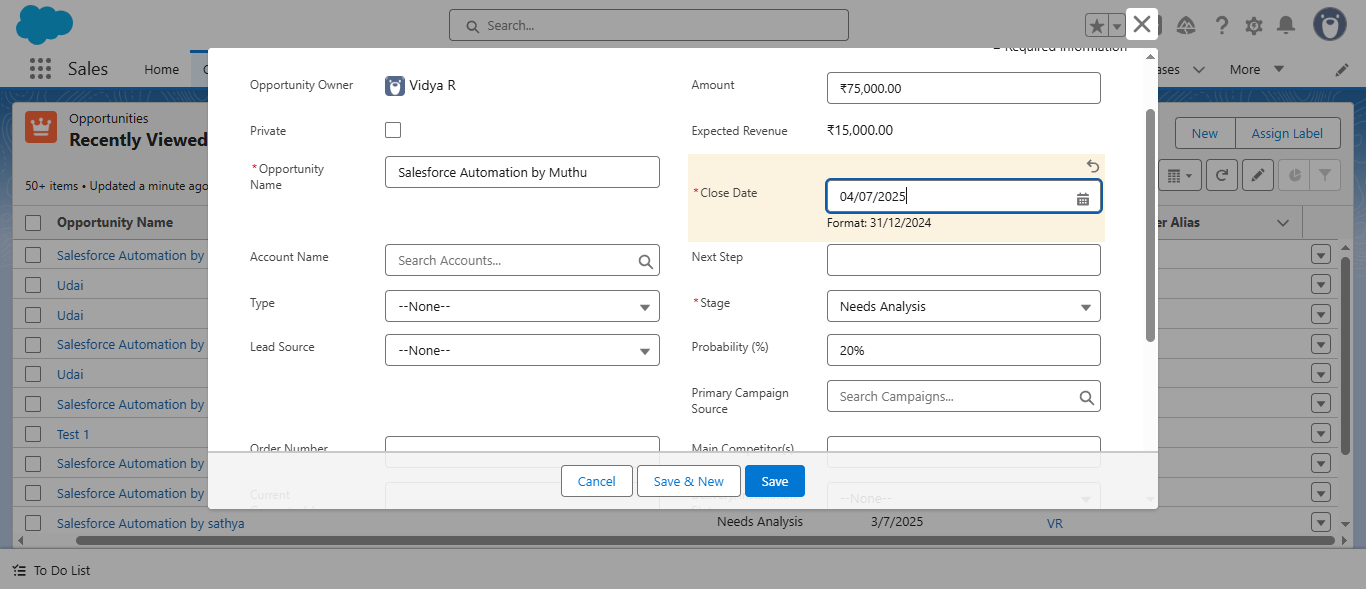 Search...
Sales
Home
More
Opportunities
Recently Viewed
New
Assign Label
50+ items • Updated a minute ago
Opportunity Name
er Alias
Salesforce Automation by
Udai
Udai
Salesforce Automation by
Udai
Salesforce Automation by
Test 1
Salesforce Automation by
Salesforce Automation by
Salesforce Automation by sathya
Needs Analysis
3/7/2025
VR
= Required Information
Opportunity Owner
Vidya R
Amount
₹75,000.00
Private
Expected Revenue
₹15,000.00
*Opportunity
Name
Salesforce Automation by Muthu
*Close Date
04/07/2025
Format: 31/12/2024
Account Name
Search Accounts...
Next Step
Type
--None--
*Stage
Needs Analysis
Lead Source
--None--
Probability (%)
20%
Primary Campaign
Source
Search Campaigns...
Order Number
Main Competitor(s)
Current
--None--
Cancel
Save & New
Save
To Do List